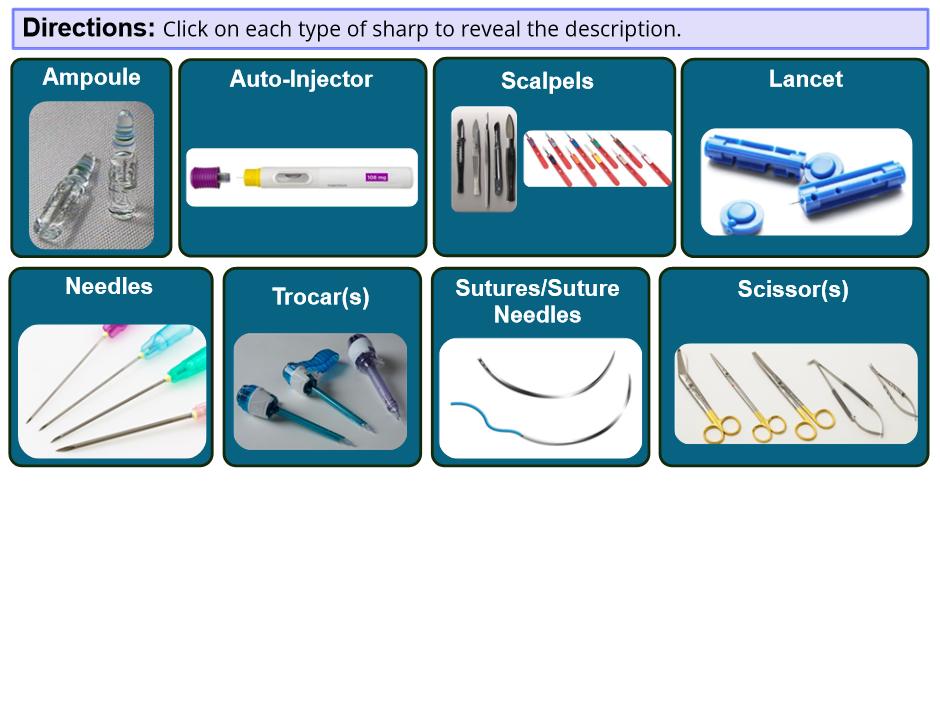 Directions: Click on each type of sharp to reveal the description.
Ampoule
Auto-Injector
Scalpels
Lancet
108 mg
Needles
Trocar(s)
Sutures/Suture
Needles
Scissor(s)